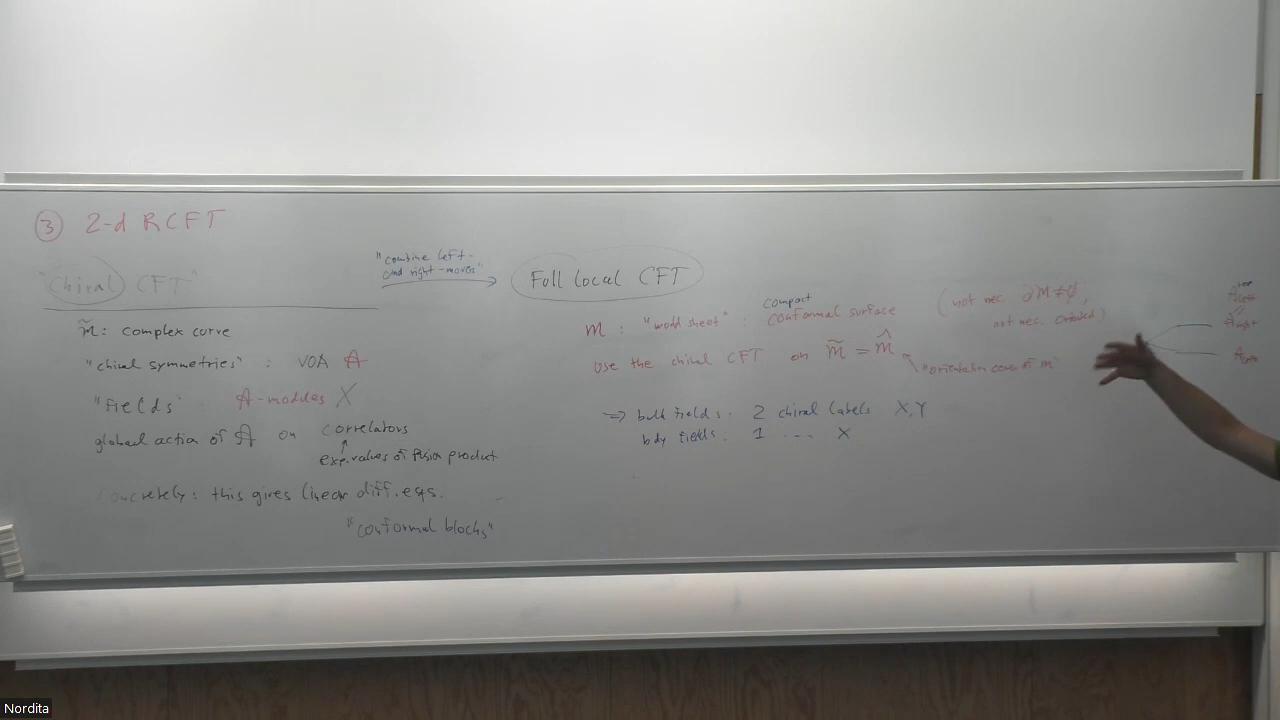 ③ 2-d RCFT
"Chiral CFT"
"combine left-
and right-movers"
Full local CFT
M̃: complex curve
"chiral symmetries" : VOA 𝔸
"fields" 𝔸-modules X
global action of 𝔸 on correlators
exp. values of fusion product
concretely: this gives linear diff. eqs.
"conformal blocks"
M : "world sheet" : compact conformal surface
(not nec. ∂M≠∅,
not nec. oriented)
use the chiral CFT on M̃ = M̂
"orientation cover of M"
⇒ bulk fields: 2 chiral labels X,Y
bdy fields: 1 ... X
Nordita